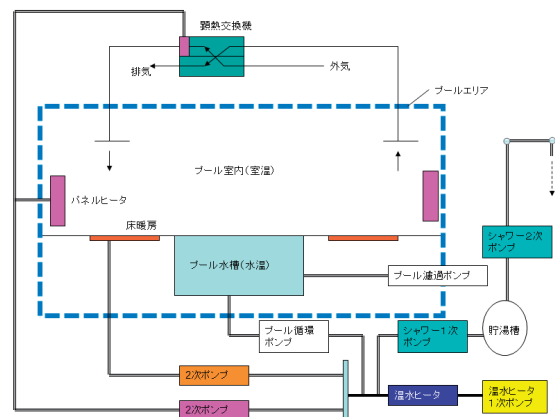 顕熱交換機
排気
外気
プールエリア
プール室内(室温)
パネルヒータ
床暖房
シャワー2次
ポンプ
プール水槽(水温)
プール濾過ポンプ
プール循環
ポンプ
シャワー1次
ポンプ
貯湯槽
2次ポンプ
温水ヒータ
温水ヒータ
1次ポンプ
2次ポンプ